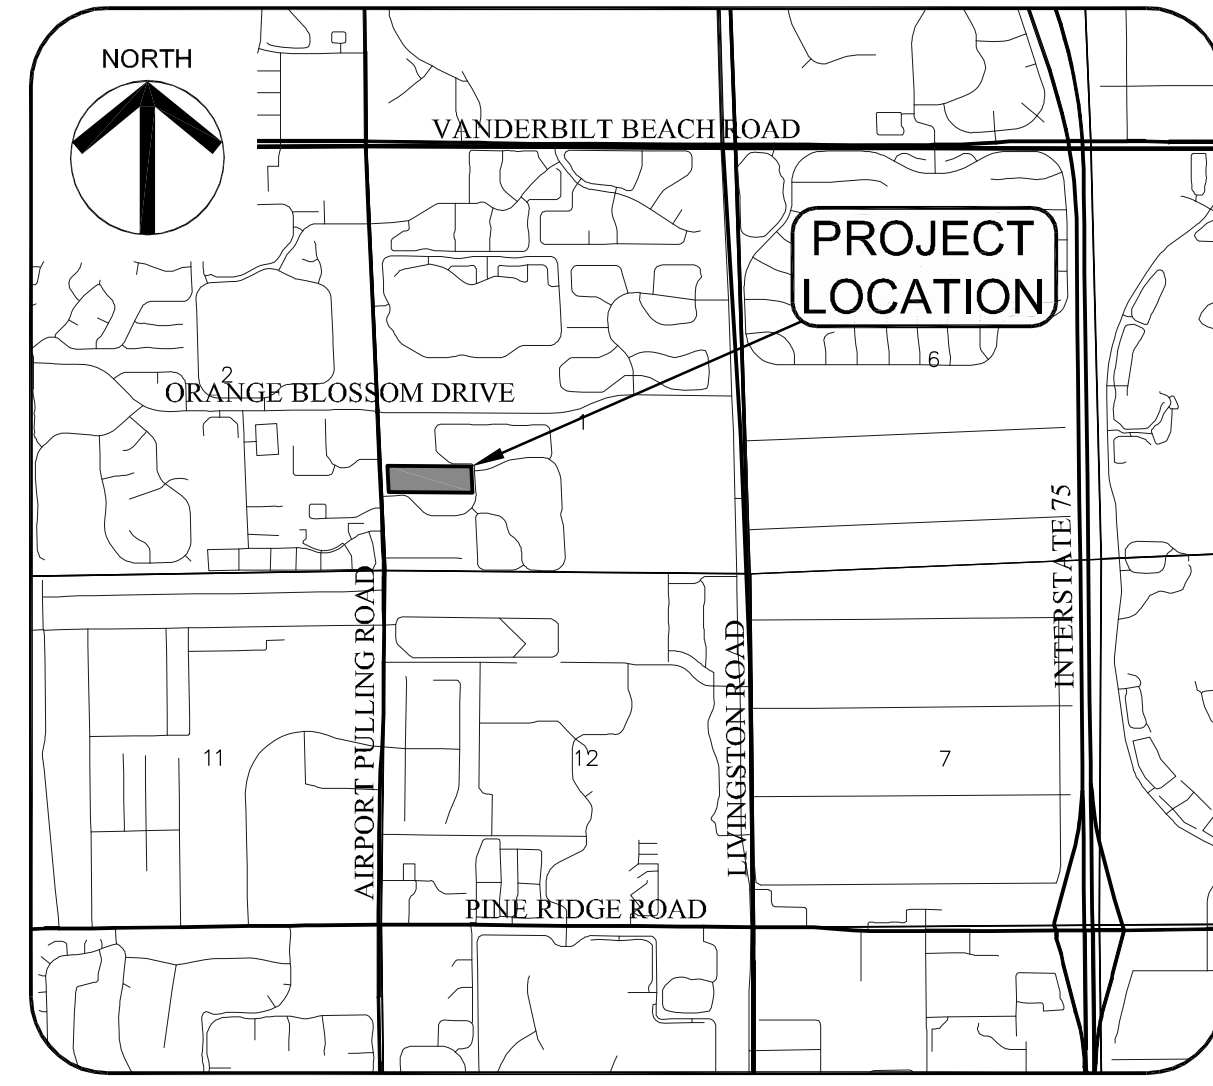 NORTH
VANDERBILT BEACH ROAD
PROJECT
LOCATION
6
2
ORANGE BLOSSOM DRIVE
1
INTERSTATE 75
AIRPORT PULLING ROAD
LIVINGSTON ROAD
11
12
7
PINE RIDGE ROAD